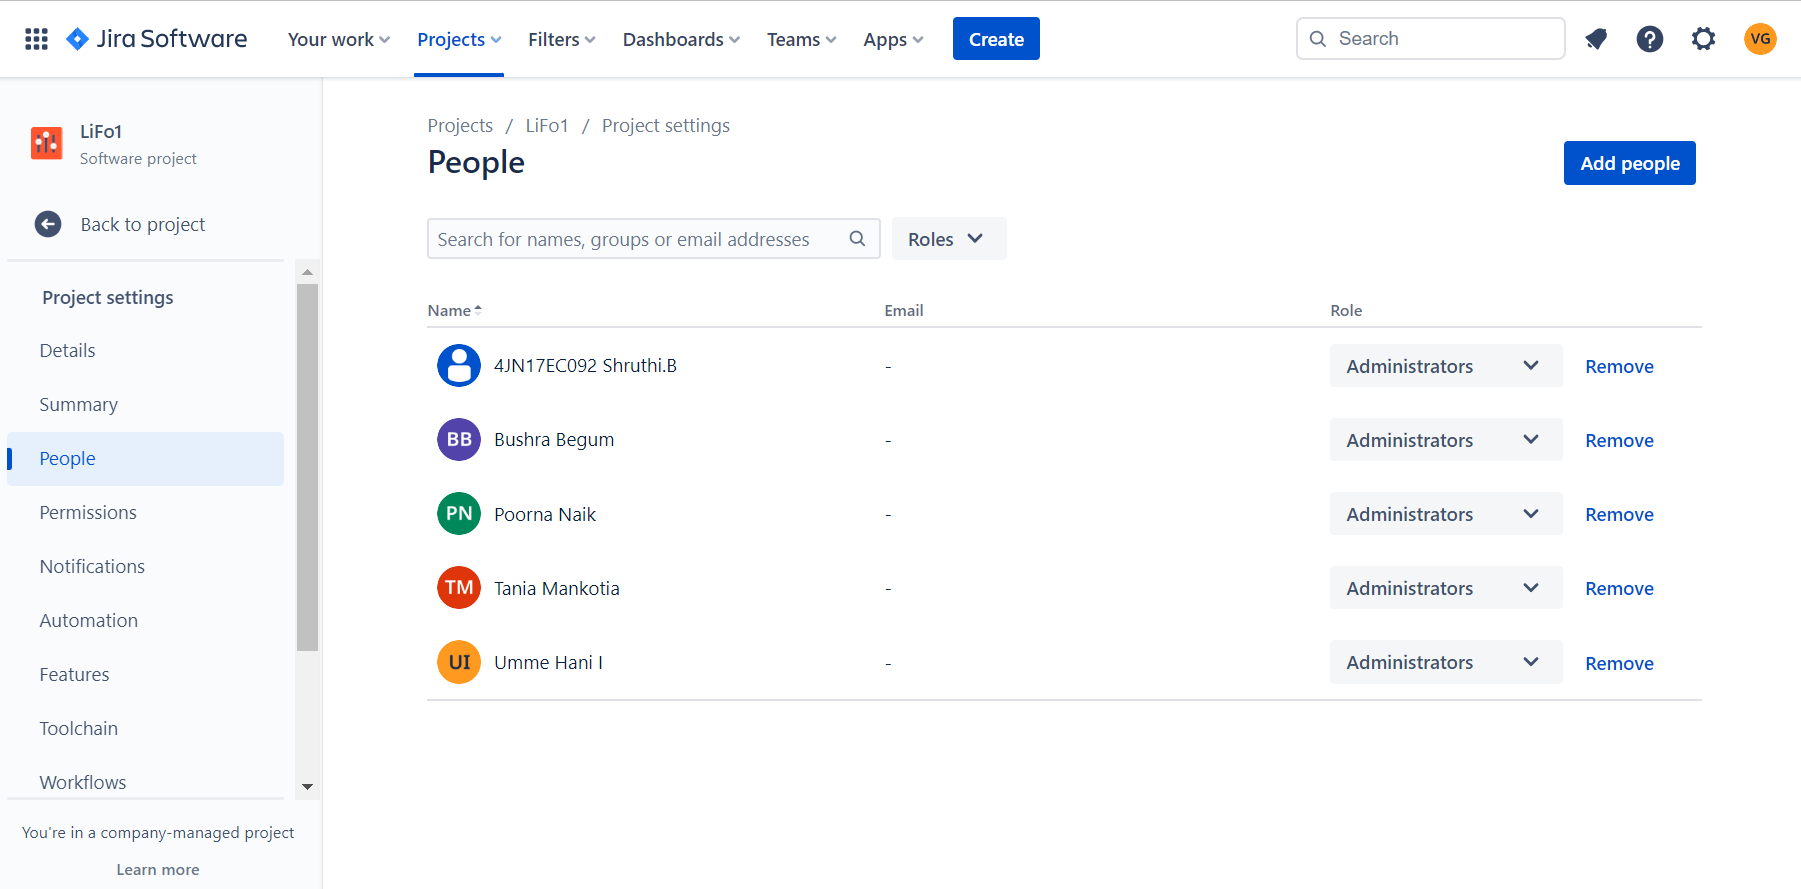 Jira Software Your work Projects Filters Dashboards Teams Apps Create Search VG
LiFo1
Software project
Back to project
Project settings
Details
Summary
People
Permissions
Notifications
Automation
Features
Toolchain
Workflows
You're in a company-managed project
Learn more
Projects / LiFo1 / Project settings
People
Add people
Search for names, groups or email addresses Roles
Name Email Role
4JN17EC092 Shruthi.B - Administrators Remove
BB Bushra Begum - Administrators Remove
PN Poorna Naik - Administrators Remove
TM Tania Mankotia - Administrators Remove
UI Umme Hani I - Administrators Remove